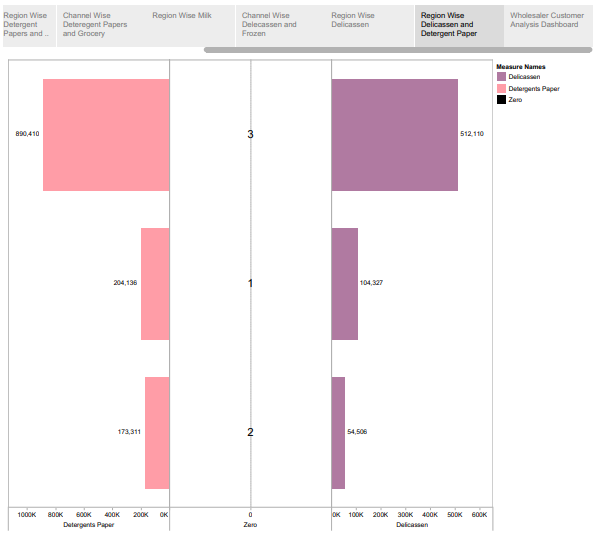 Region Wise
Detergent
Papers and ..
Channel Wise
Deteregent Papers
and Grocery
Region Wise Milk
Channel Wise
Delecassen and
Frozen
Region Wise
Delicassen
Region Wise
Delicassen and
Detergent Paper
Wholesaler Customer
Analysis Dashboard
Measure Names
Delicassen
Detergents Paper
Zero
890,410
3
512,110
204,136
1
104,327
173,311
2
54,506
1000K 800K 600K 400K 200K 0K
0
0K 100K 200K 300K 400K 500K 600K
Detergents Paper
Zero
Delicassen